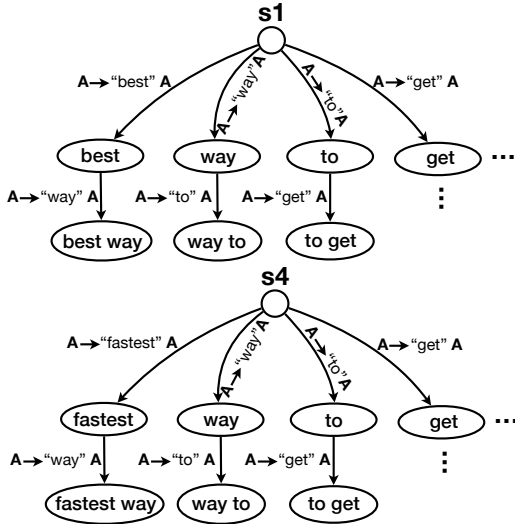 s1
A→"best" A
A→"way"A
A→"to"A
A→"get" A
best
way
to
get
...
A→"way" A
A→"to" A
A→"get" A
best way
way to
to get
s4
A→"fastest" A
A→"way"A
A→"to"A
A→"get" A
fastest
way
to
get
...
A→"way" A
A→"to" A
A→"get" A
fastest way
way to
to get